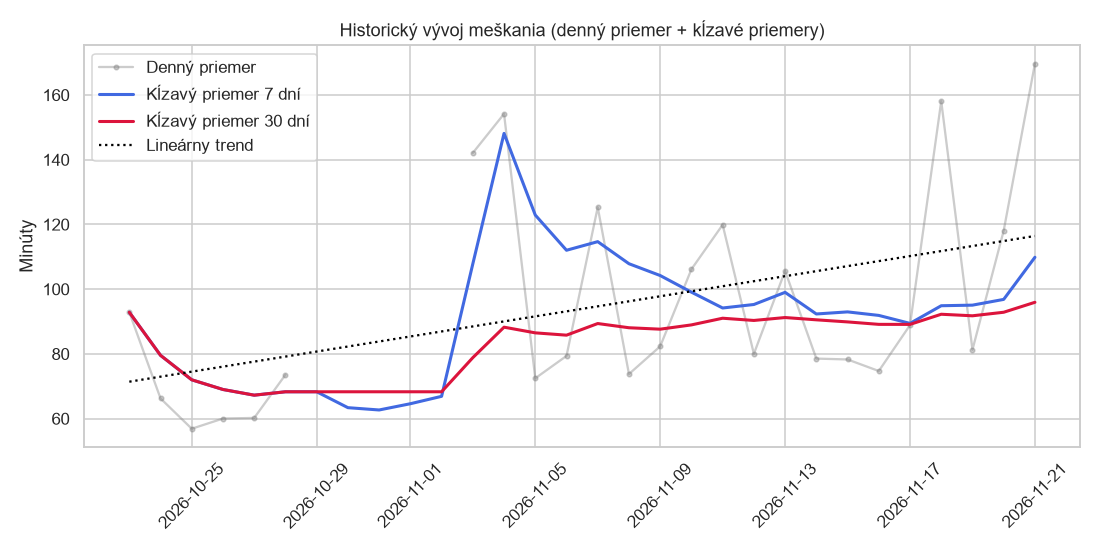 Historický vývoj meškania (denný priemer + kĺzavé priemery)
Denný priemer
Kĺzavý priemer 7 dní
Kĺzavý priemer 30 dní
Lineárny trend
Minúty
160
140
120
100
80
60
2026-10-25
2026-10-29
2026-11-01
2026-11-05
2026-11-09
2026-11-13
2026-11-17
2026-11-21